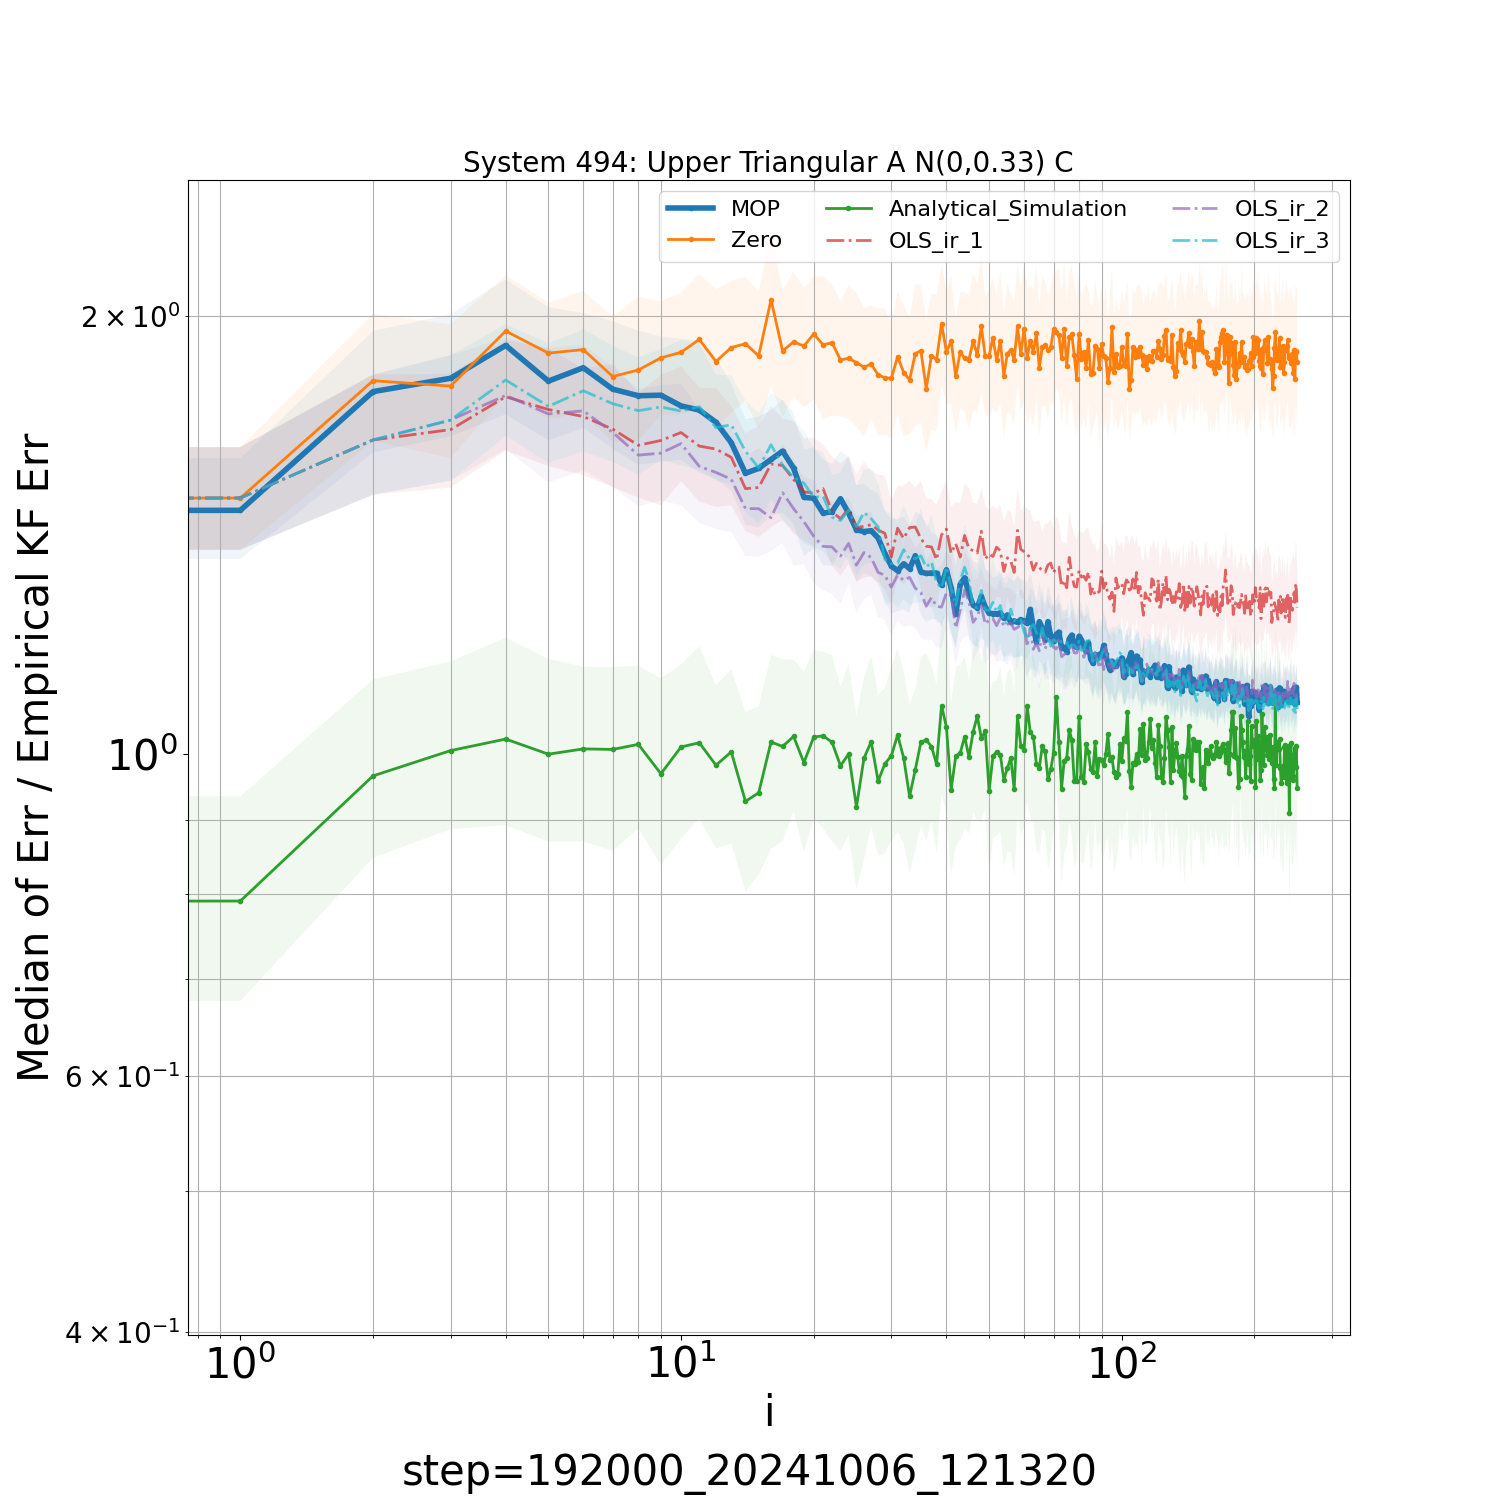 System 494: Upper Triangular A N(0,0.33) C
MOP
Zero
Analytical_Simulation
OLS_ir_1
OLS_ir_2
OLS_ir_3
Median of Err / Empirical KF Err
2 × 10⁰
10⁰
6 × 10⁻¹
4 × 10⁻¹
10⁰ 10¹ 10²
i
step=192000_20241006_121320